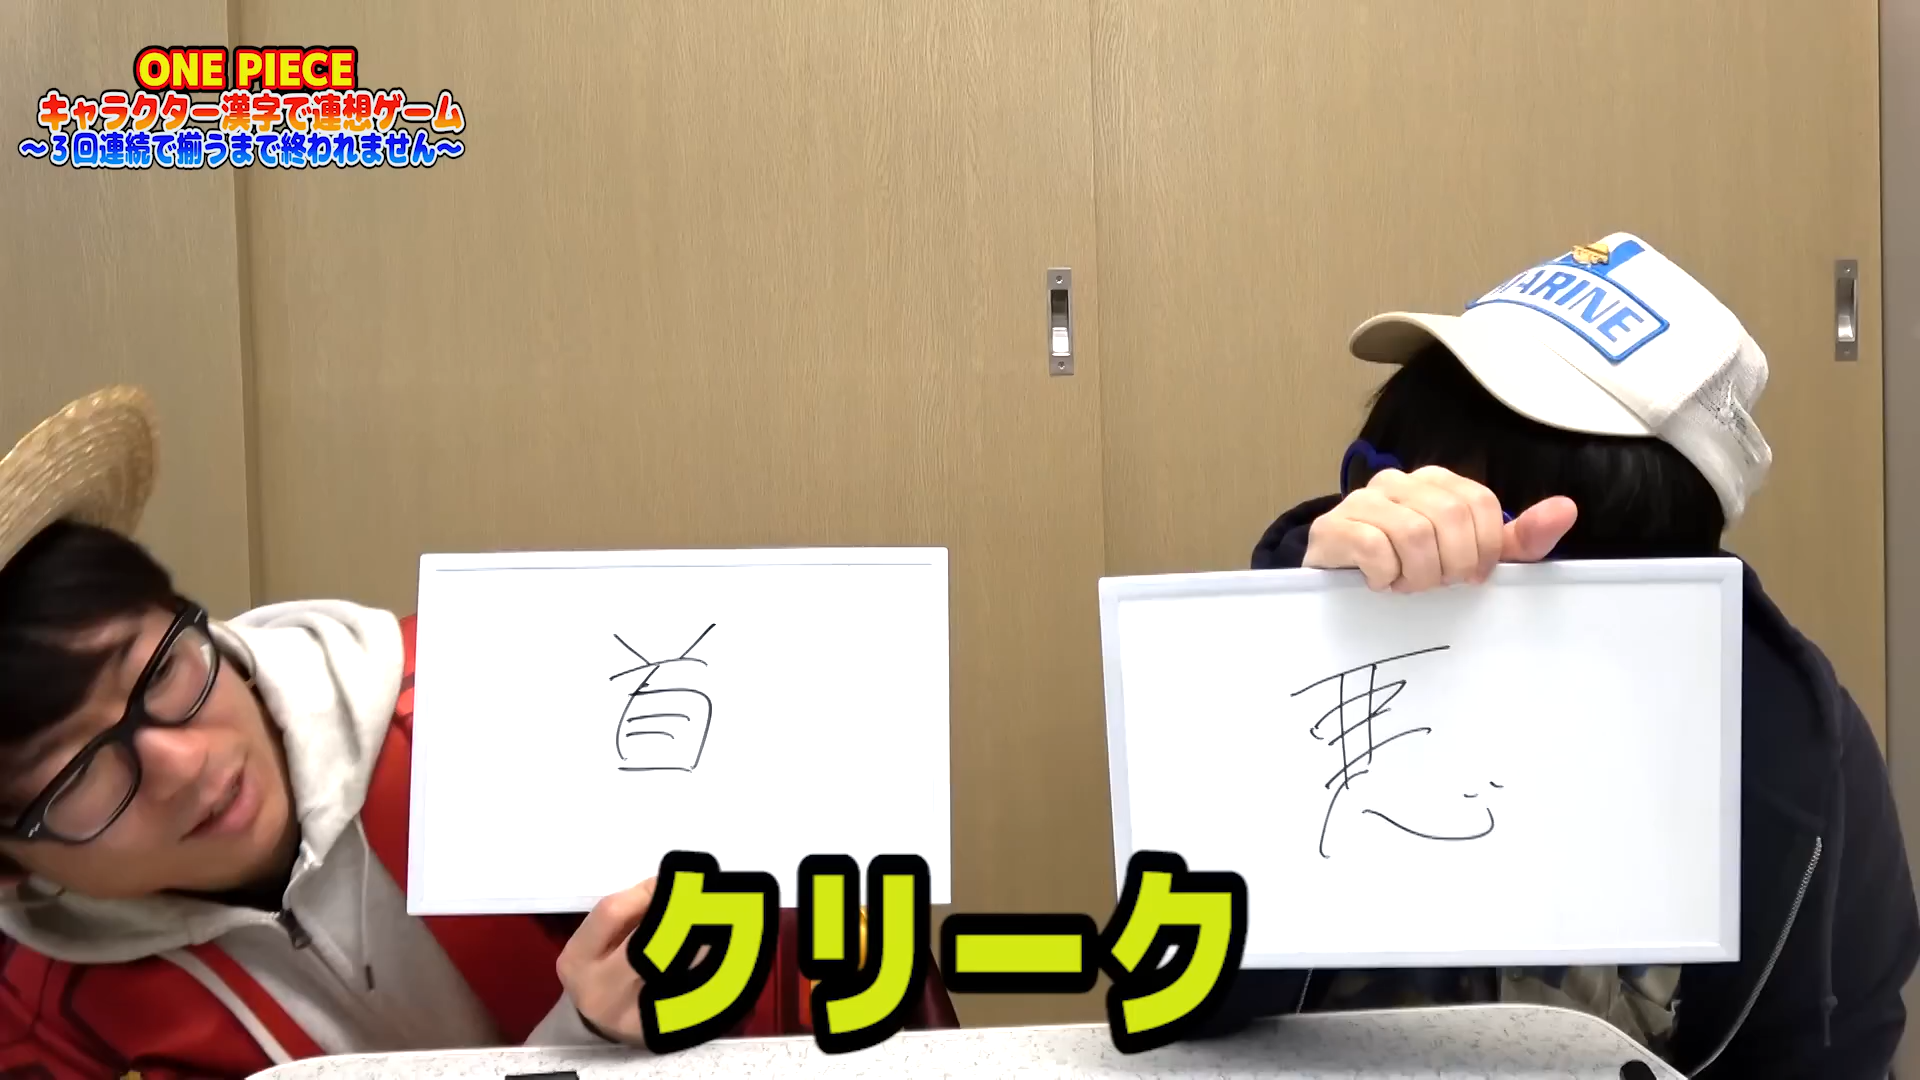 ONE PIECE
キャラクター漢字で連想ゲーム
～3回連続で揃うまで終われません～
MARINE
首
悪
クリーク